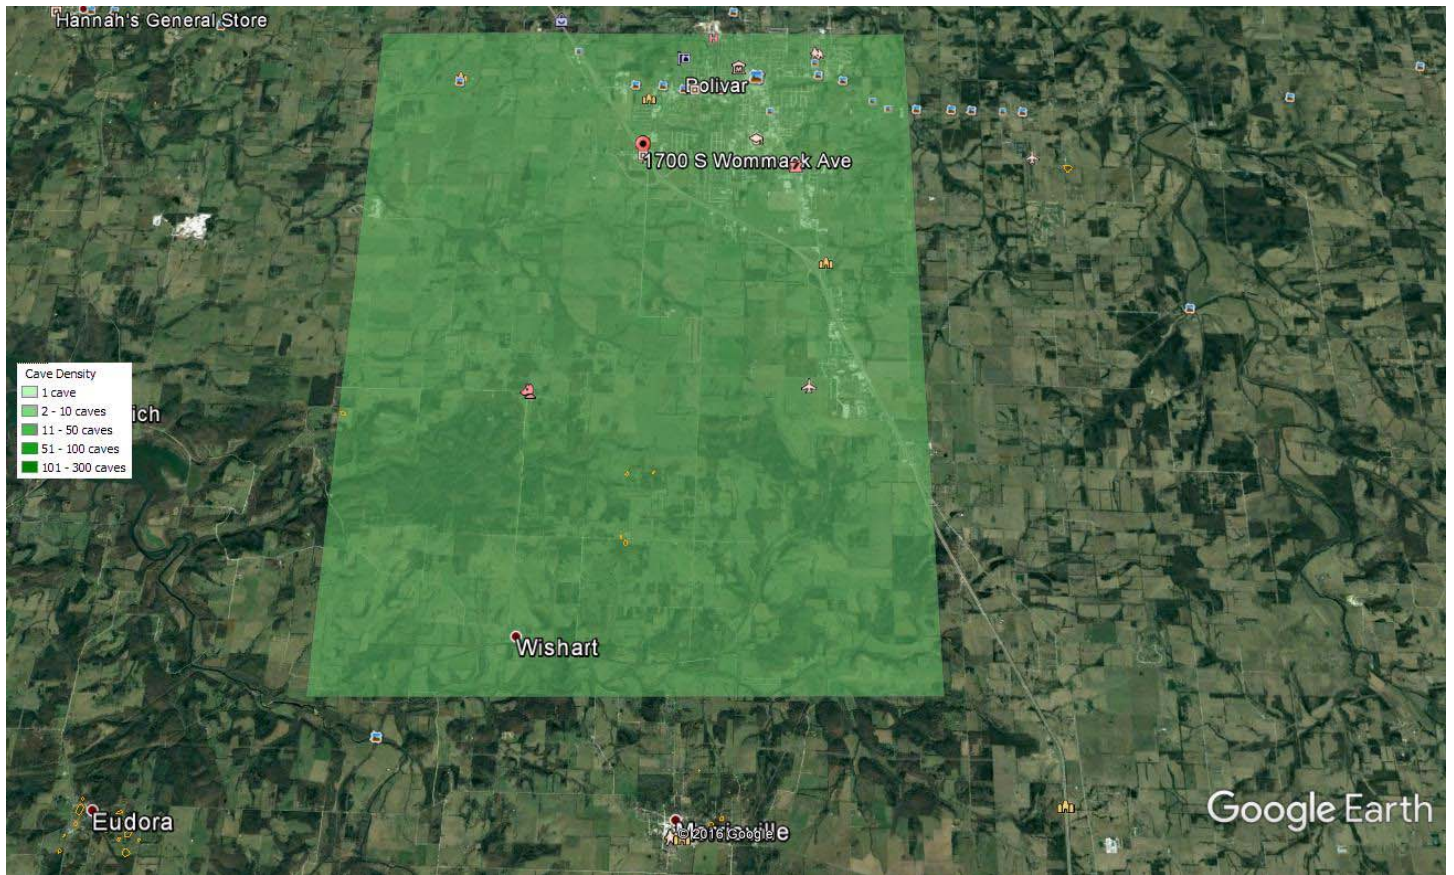 Hannah's General Store
Bolivar
1700 S Wommack Ave
Cave Density
1 cave
2 - 10 caves
11 - 50 caves
51 - 100 caves
101 - 300 caves
ich
Wishart
Eudora
Morrisville
© 2016 Google
Google Earth